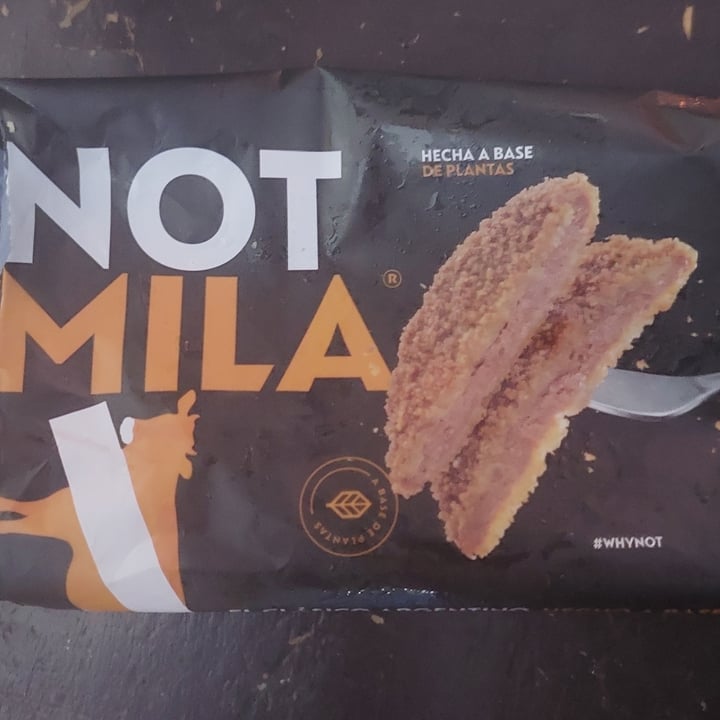 NOT
MILA®
HECHA A BASE
DE PLANTAS
A BASE DE PLANTAS
#WHYNOT